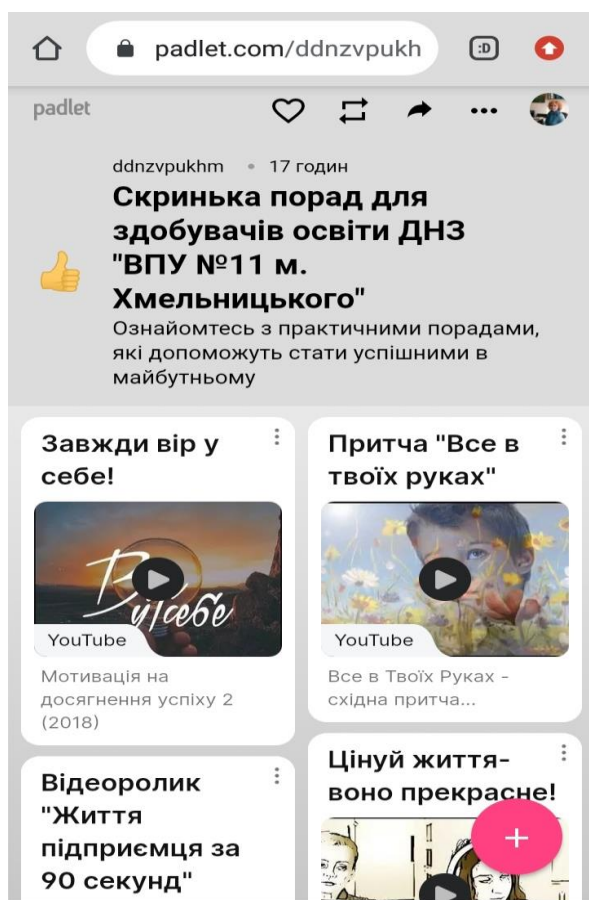 padlet.com/ddnzvpukh
:D
padlet
ddnzvpukhm • 17 годин
Скринька порад для
здобувачів освіти ДНЗ
"ВПУ №11 м.
Хмельницького"
Ознайомтесь з практичними порадами,
які допоможуть стати успішними в
майбутньому
Завжди вір у
себе!
Вір у себе
YouTube
Мотивація на
досягнення успіху 2
(2018)
Відеоролик
"Життя
підприємця за
90 секунд"
Притча "Все в
твоїх руках"
YouTube
Все в Твоїх Руках -
східна притча...
Цінуй життя-
воно прекрасне!